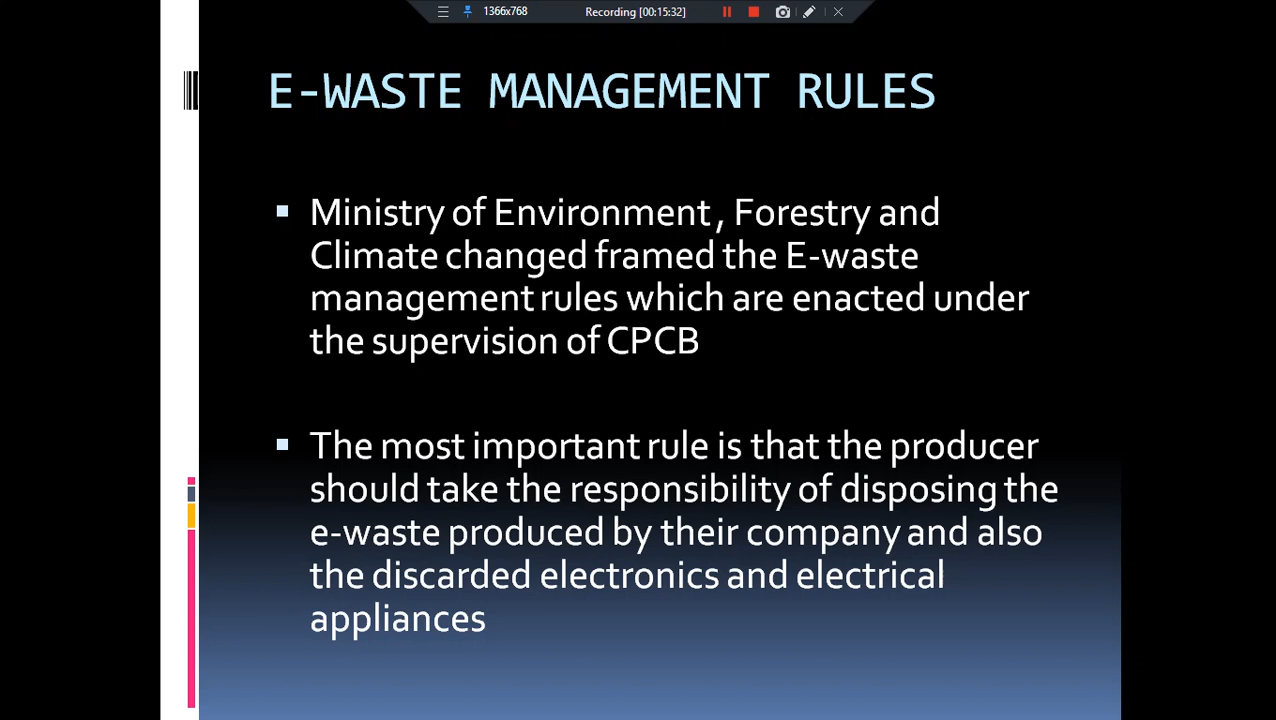 1366x768 Recording [00:15:32]
E-WASTE MANAGEMENT RULES
Ministry of Environment, Forestry and
Climate changed framed the E-waste
management rules which are enacted under
the supervision of CPCB
The most important rule is that the producer
should take the responsibility of disposing the
e-waste produced by their company and also
the discarded electronics and electrical
appliances